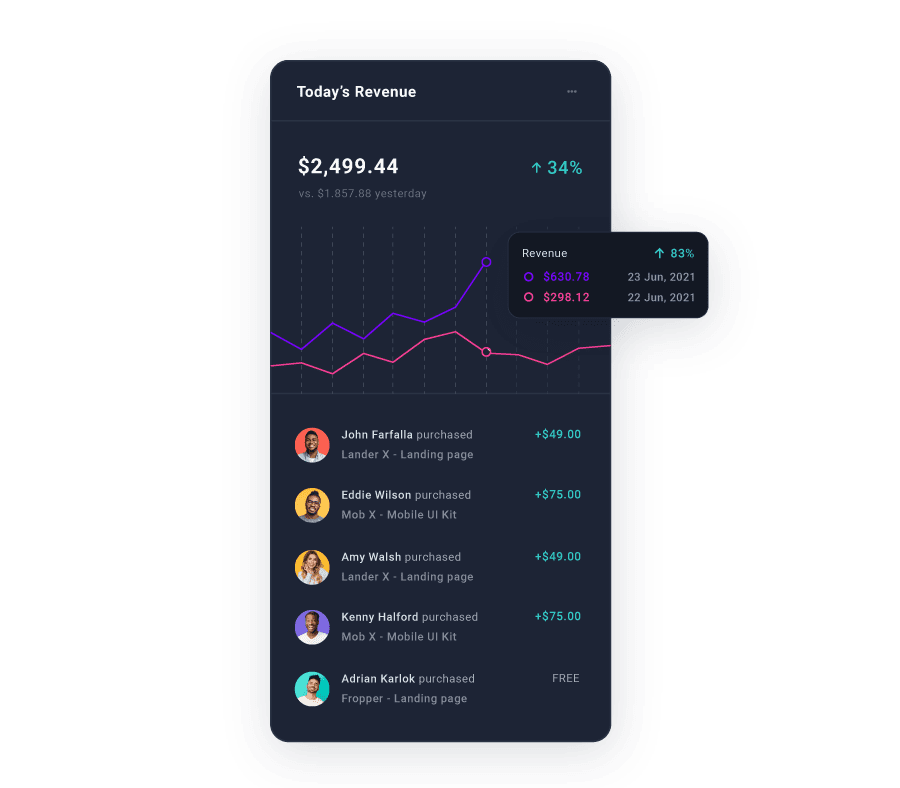 Today’s Revenue
$2,499.44
↑ 34%
vs. $1.857.88 yesterday
Revenue
↑ 83%
$630.78
23 Jun, 2021
$298.12
22 Jun, 2021
John Farfalla purchased
+$49.00
Lander X - Landing page
Eddie Wilson purchased
+$75.00
Mob X - Mobile UI Kit
Amy Walsh purchased
+$49.00
Lander X - Landing page
Kenny Halford purchased
+$75.00
Mob X - Mobile UI Kit
Adrian Karlok purchased
FREE
Fropper - Landing page